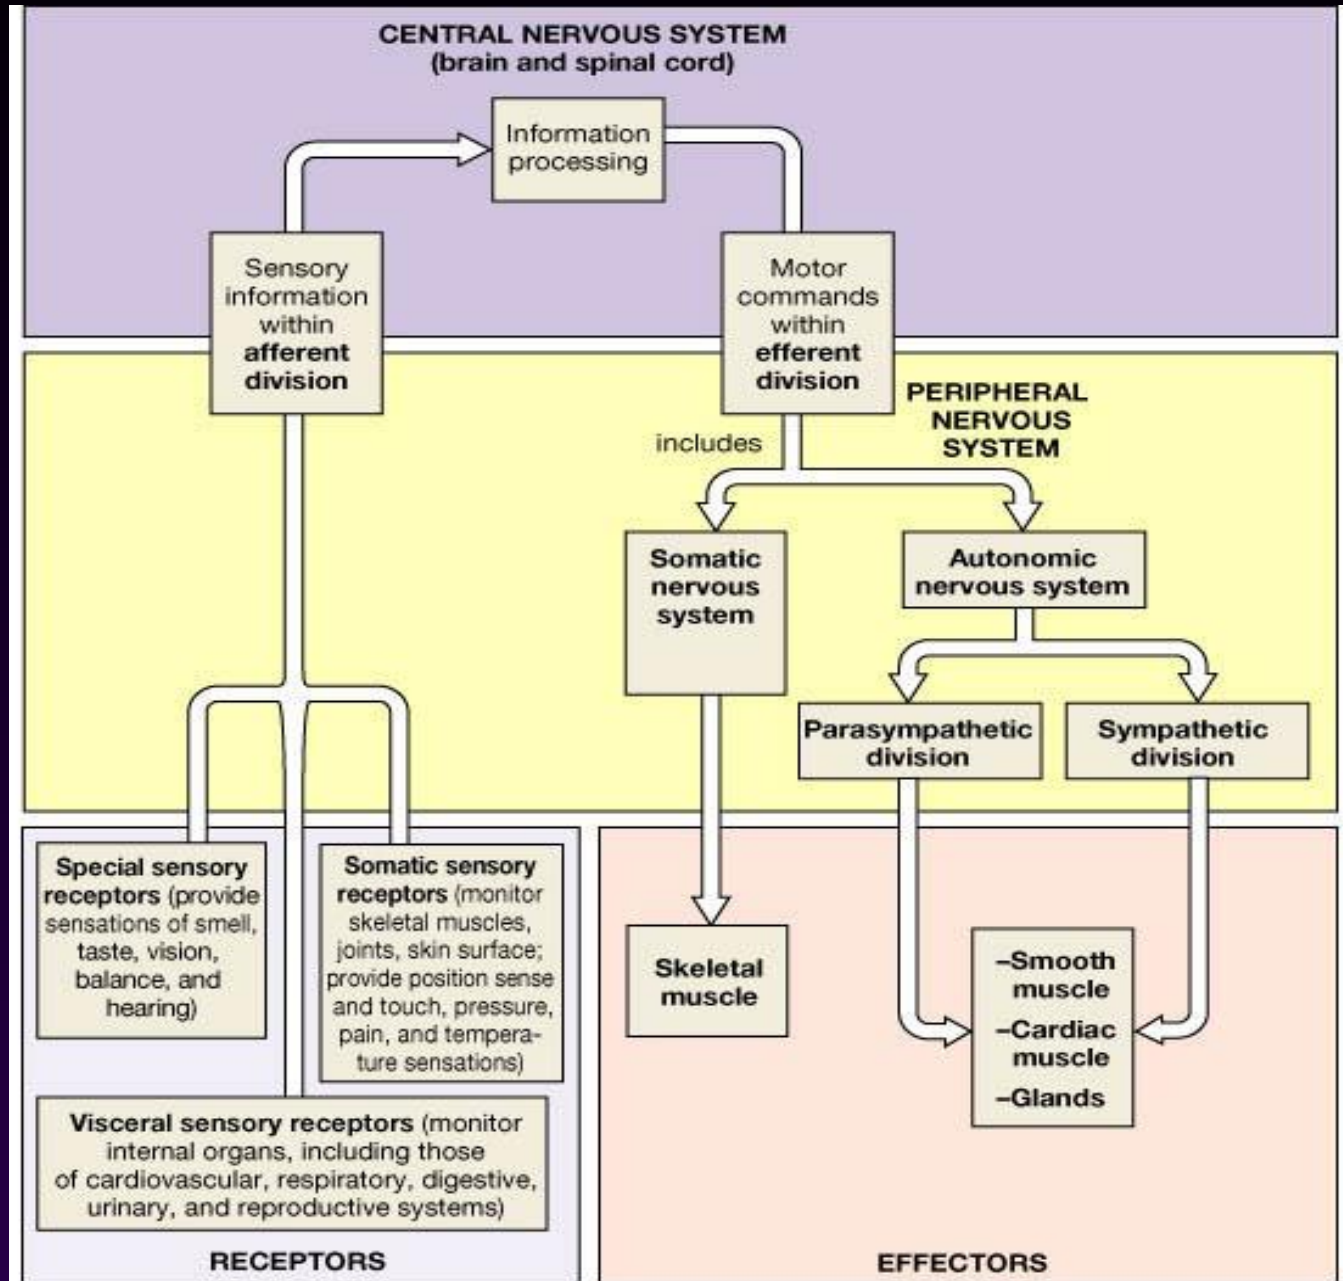 CENTRAL NERVOUS SYSTEM
(brain and spinal cord)
Information
processing
Sensory
information
within
afferent
division
Motor
commands
within
efferent
division
PERIPHERAL
NERVOUS
SYSTEM
includes
Somatic
nervous
system
Autonomic
nervous system
Parasympathetic
division
Sympathetic
division
Special sensory
receptors (provide
sensations of smell,
taste, vision,
balance, and
hearing)
Somatic sensory
receptors (monitor
skeletal muscles,
joints, skin surface;
provide position sense
and touch, pressure,
pain, and tempera-
ture sensations)
Visceral sensory receptors (monitor
internal organs, including those
of cardiovascular, respiratory, digestive,
urinary, and reproductive systems)
RECEPTORS
Skeletal
muscle
–Smooth
muscle
–Cardiac
muscle
–Glands
EFFECTORS